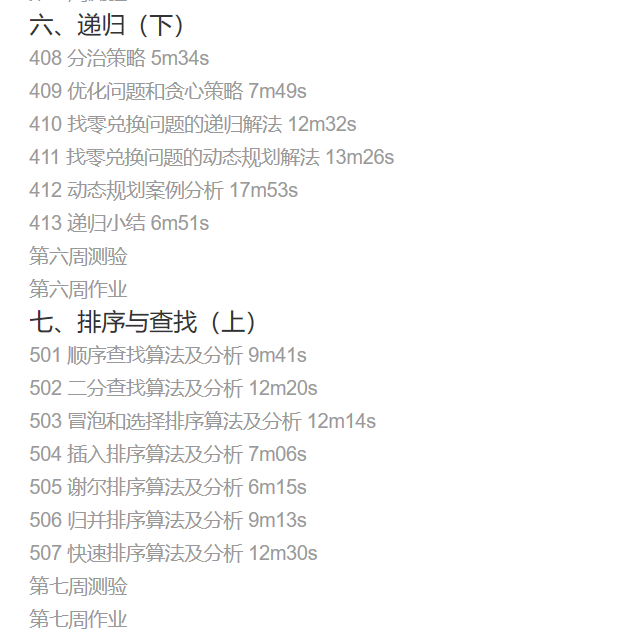 六、递归（下）
408 分治策略 5m34s
409 优化问题和贪心策略 7m49s
410 找零兑换问题的递归解法 12m32s
411 找零兑换问题的动态规划解法 13m26s
412 动态规划案例分析 17m53s
413 递归小结 6m51s
第六周测验
第六周作业
七、排序与查找（上）
501 顺序查找算法及分析 9m41s
502 二分查找算法及分析 12m20s
503 冒泡和选择排序算法及分析 12m14s
504 插入排序算法及分析 7m06s
505 谢尔排序算法及分析 6m15s
506 归并排序算法及分析 9m13s
507 快速排序算法及分析 12m30s
第七周测验
第七周作业